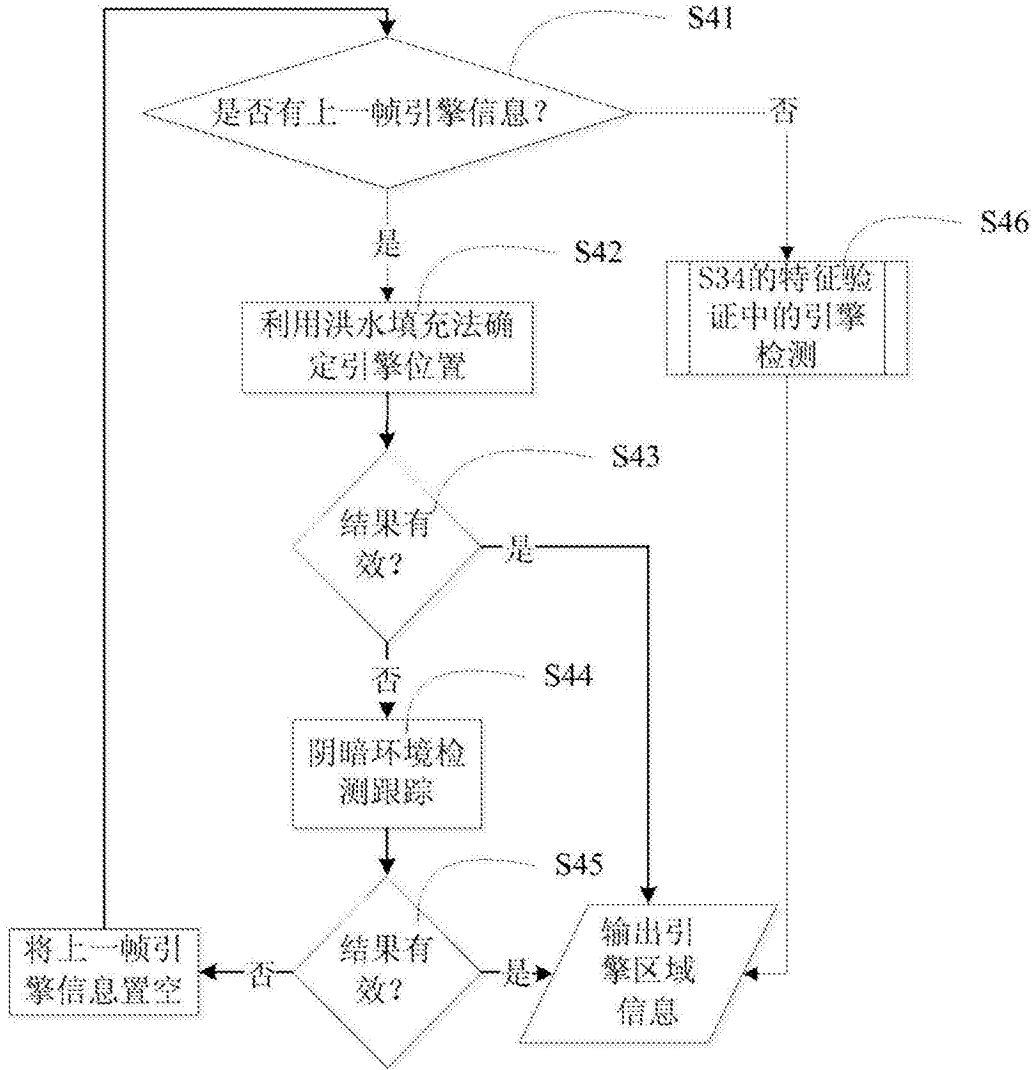 S41
是否有上一帧引擎信息？
否
是
S46
S34的特征验
证中的引擎
检测
S42
利用洪水填充法确
定引擎位置
S43
结果有
效？
是
否
S44
阴暗环境检
测跟踪
S45
结果有
效？
否
是
将上一帧引
擎信息置空
输出引
擎区域
信息